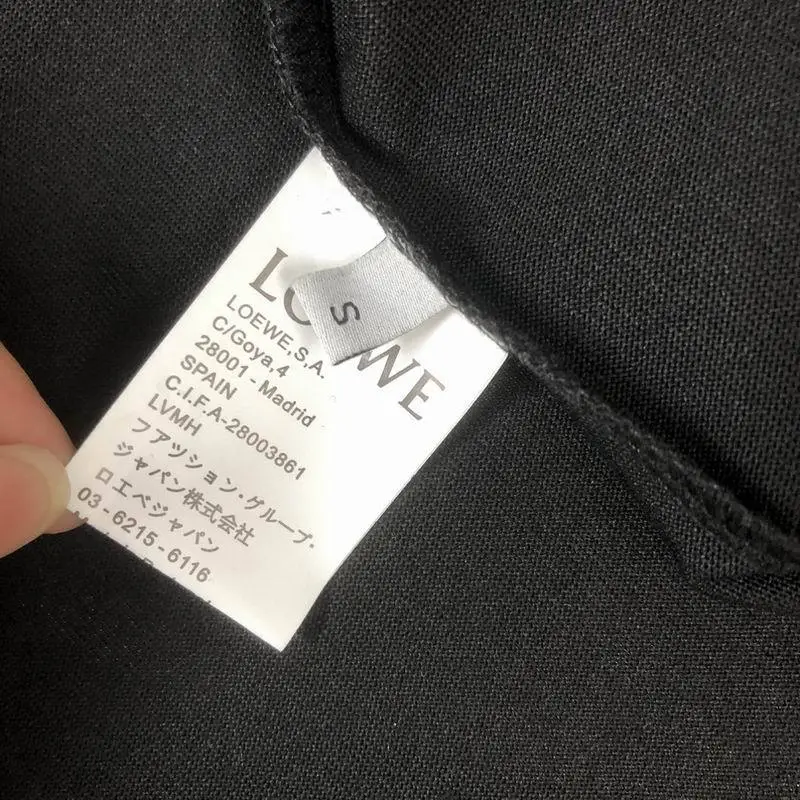 LOEWE
S
LOEWE,S,A.
C/Goya,4
28001 - Madrid
SPAIN
C.I.F.A-28003861
LVMH
ファッション・グループ・
ジャパン株式会社
ロエベジャパン
03-6215-6116